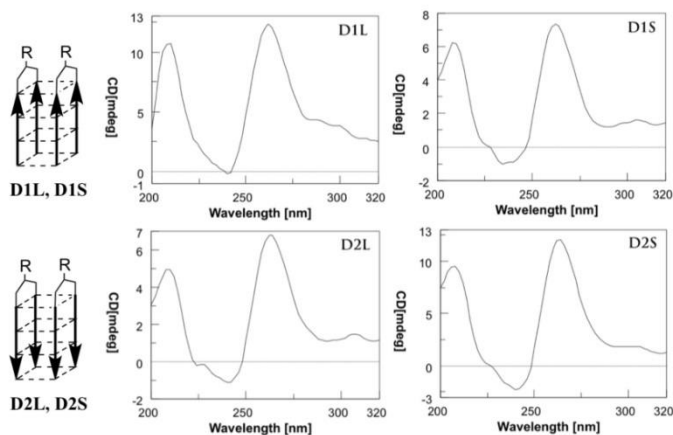 R R
D1L, D1S
13
10
5
0
-1
CD[mdeg]
D1L
200 250 300 320
Wavelength [nm]
8
6
4
2
0
-2
CD[mdeg]
D1S
200 250 300 320
Wavelength [nm]
R R
D2L, D2S
7
6
4
2
0
-2
CD[mdeg]
D2L
200 250 300 320
Wavelength [nm]
13
10
5
0
-3
CD[mdeg]
D2S
200 250 300 320
Wavelength [nm]